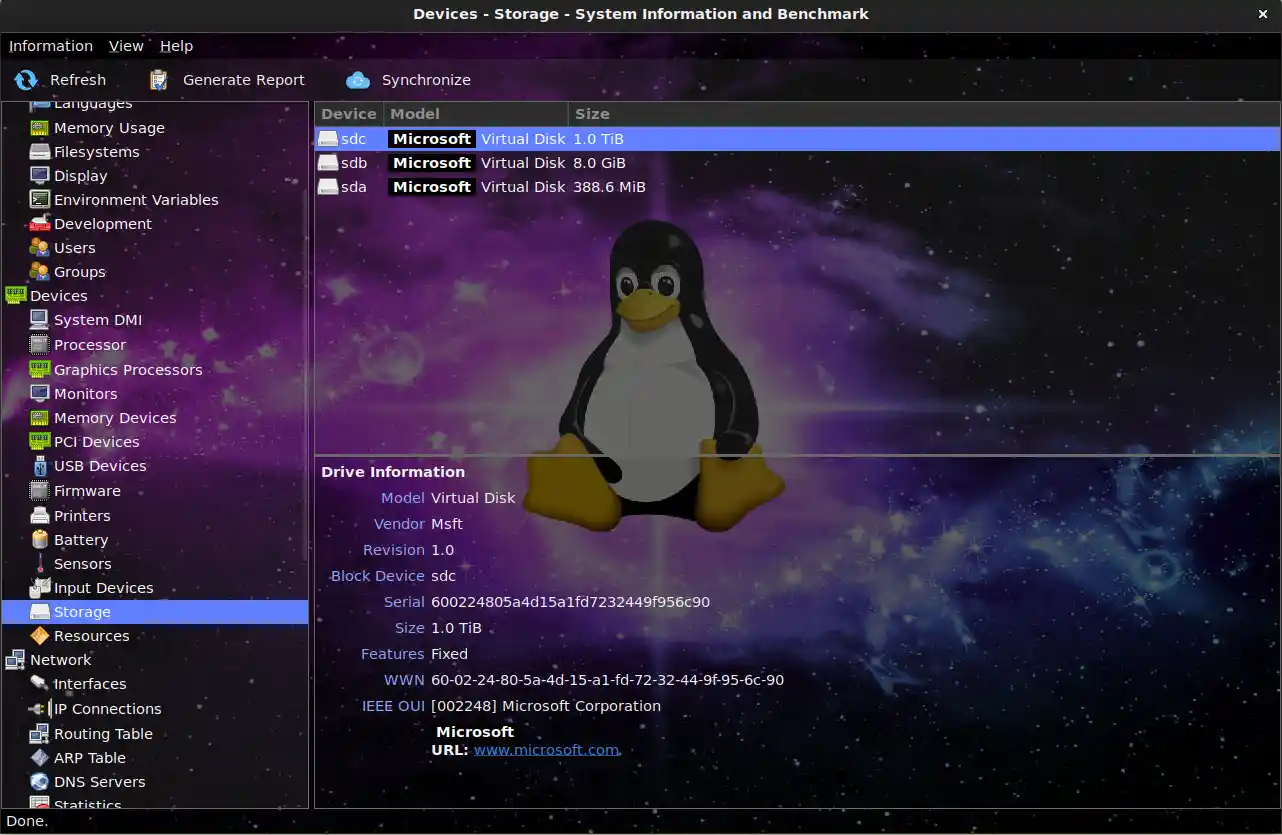 Devices - Storage - System Information and Benchmark ×
Information View Help
Refresh Generate Report Synchronize
Languages
Memory Usage
Filesystems
Display
Environment Variables
Development
Users
Groups
Devices
System DMI
Processor
Graphics Processors
Monitors
Memory Devices
PCI Devices
USB Devices
Firmware
Printers
Battery
Sensors
Input Devices
Storage
Resources
Network
Interfaces
IP Connections
Routing Table
ARP Table
DNS Servers
Statistics
Device Model Size
sdc Microsoft Virtual Disk 1.0 TiB
sdb Microsoft Virtual Disk 8.0 GiB
sda Microsoft Virtual Disk 388.6 MiB
Drive Information
Model Virtual Disk
Vendor Msft
Revision 1.0
Block Device sdc
Serial 600224805a4d15a1fd7232449f956c90
Size 1.0 TiB
Features Fixed
WWN 60-02-24-80-5a-4d-15-a1-fd-72-32-44-9f-95-6c-90
IEEE OUI [002248] Microsoft Corporation
Microsoft
URL: www.microsoft.com
Done.